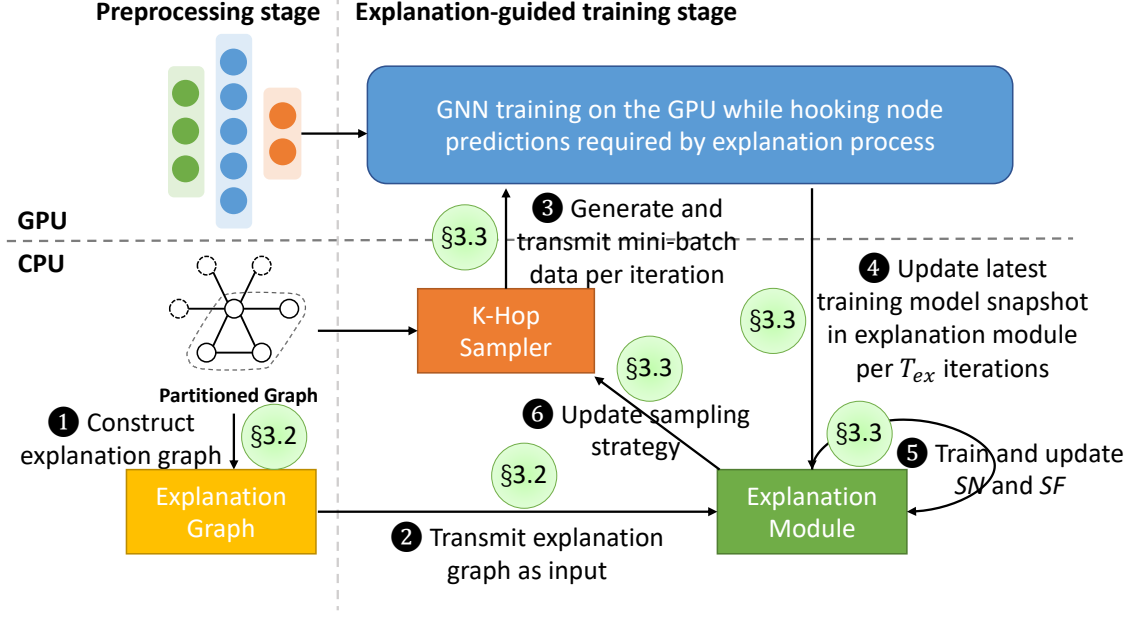 Preprocessing stage
Explanation-guided training stage
GNN training on the GPU while hooking node
predictions required by explanation process
GPU
CPU
§3.3
❸ Generate and
transmit mini-batch
data per iteration
§3.3
❹ Update latest
training model snapshot
in explanation module
per T_ex iterations
K-Hop
Sampler
Partitioned Graph
❶ Construct
explanation graph
§3.2
§3.3
❻ Update sampling
strategy
§3.3
❺ Train and update
SN and SF
Explanation
Graph
§3.2
❷ Transmit explanation
graph as input
Explanation
Module